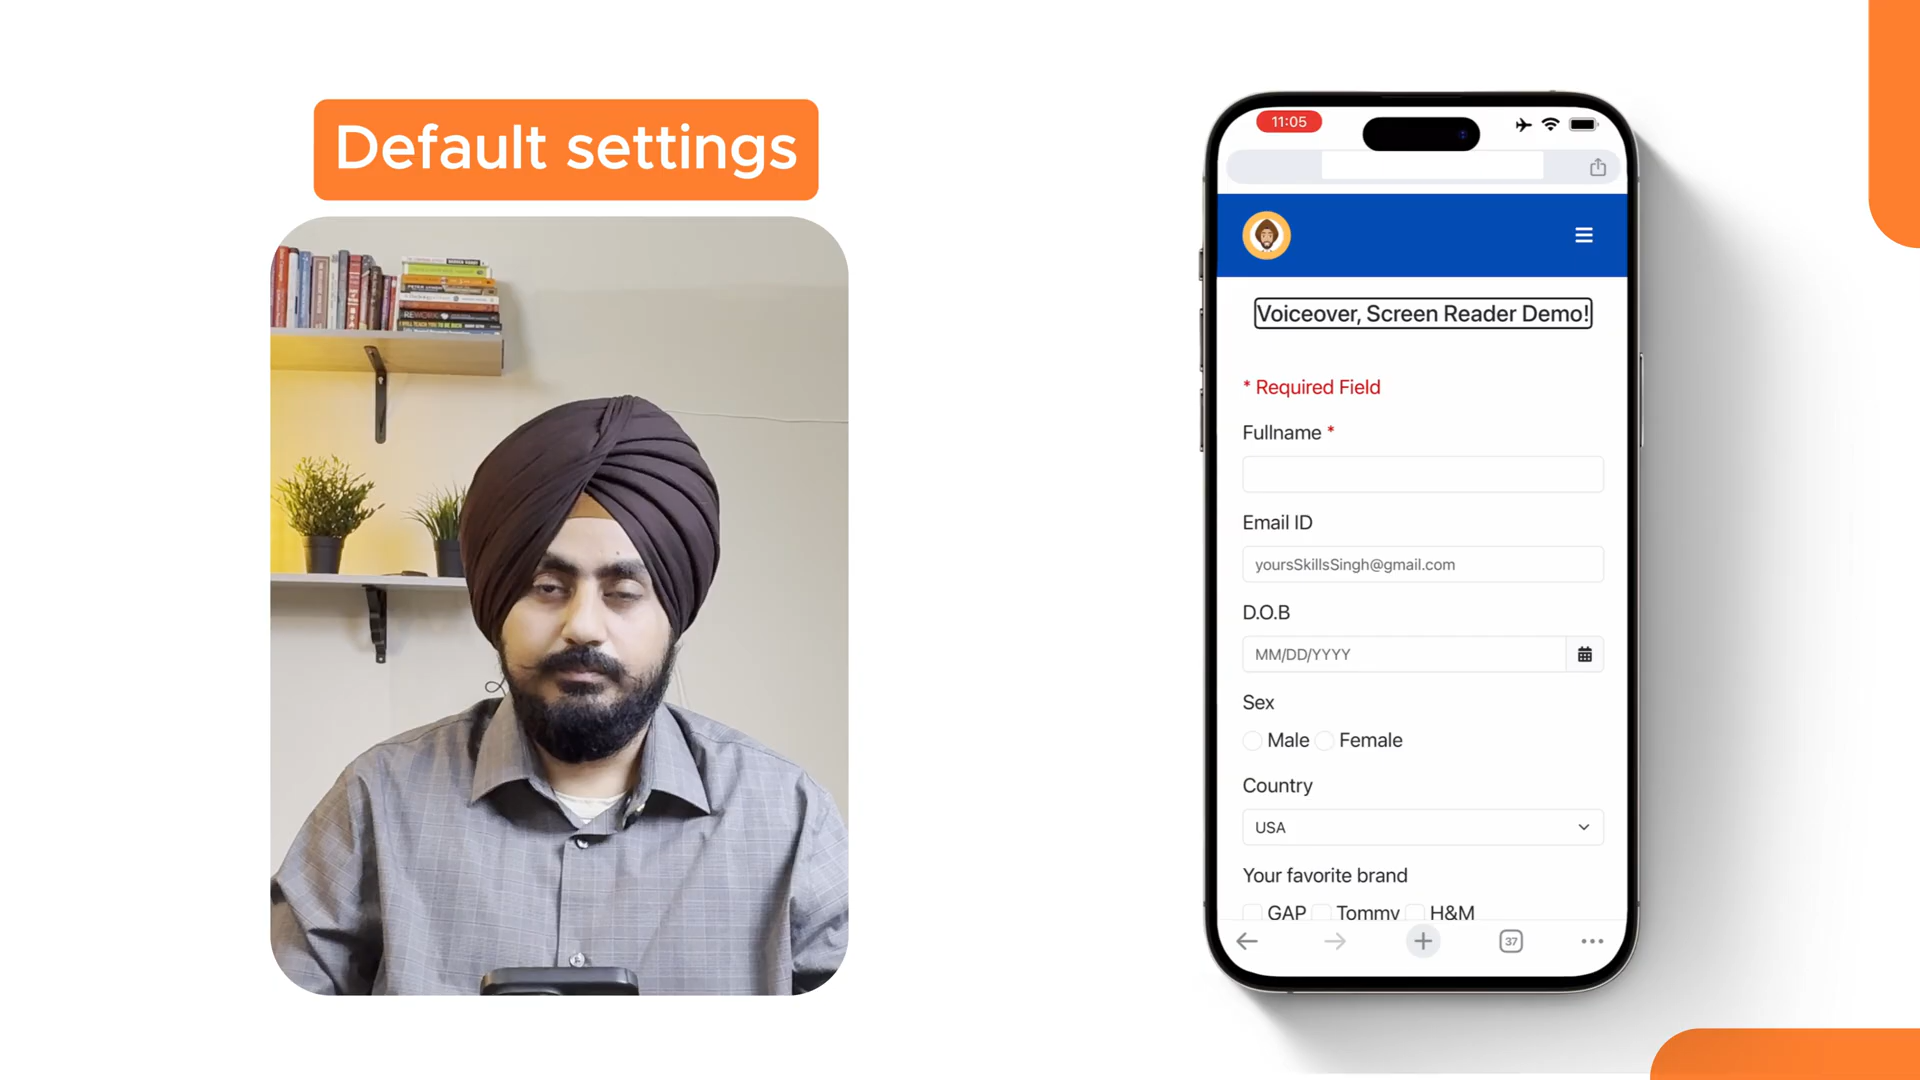 Default settings
REWORK
11:05
Voiceover, Screen Reader Demo!
* Required Field
Fullname *
Email ID
yoursSkillsSingh@gmail.com
D.O.B
MM/DD/YYYY
Sex
Male Female
Country
USA
Your favorite brand
GAP Tommy H&M
37